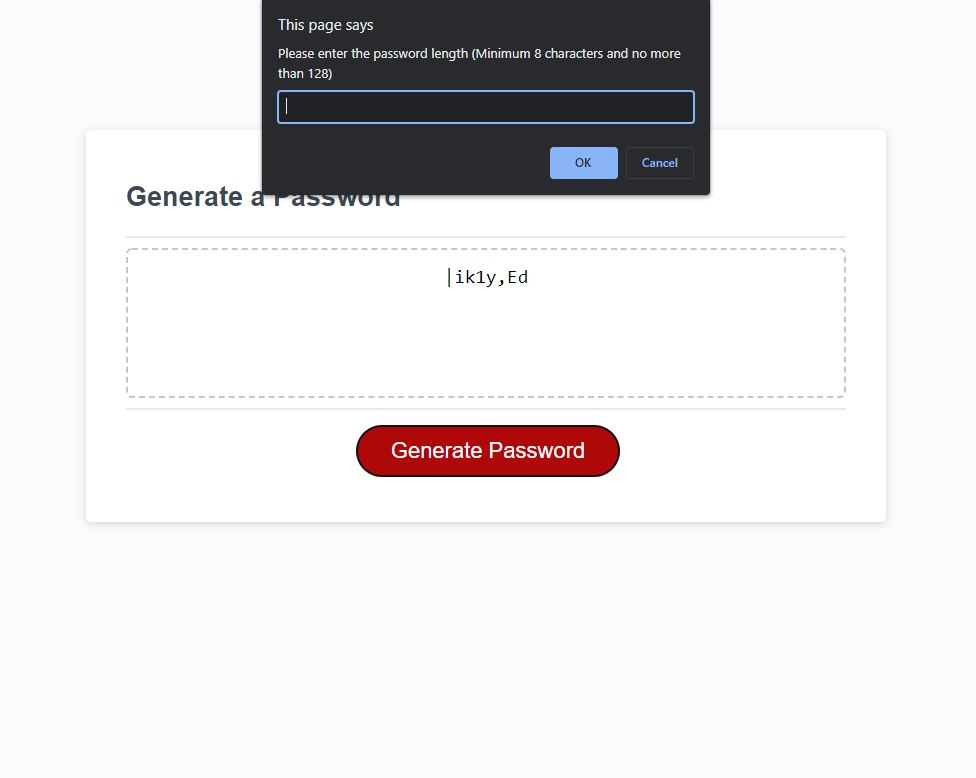 This page says
Please enter the password length (Minimum 8 characters and no more
than 128)
OK
Cancel
Generate a Password
|ik1y,Ed
Generate Password